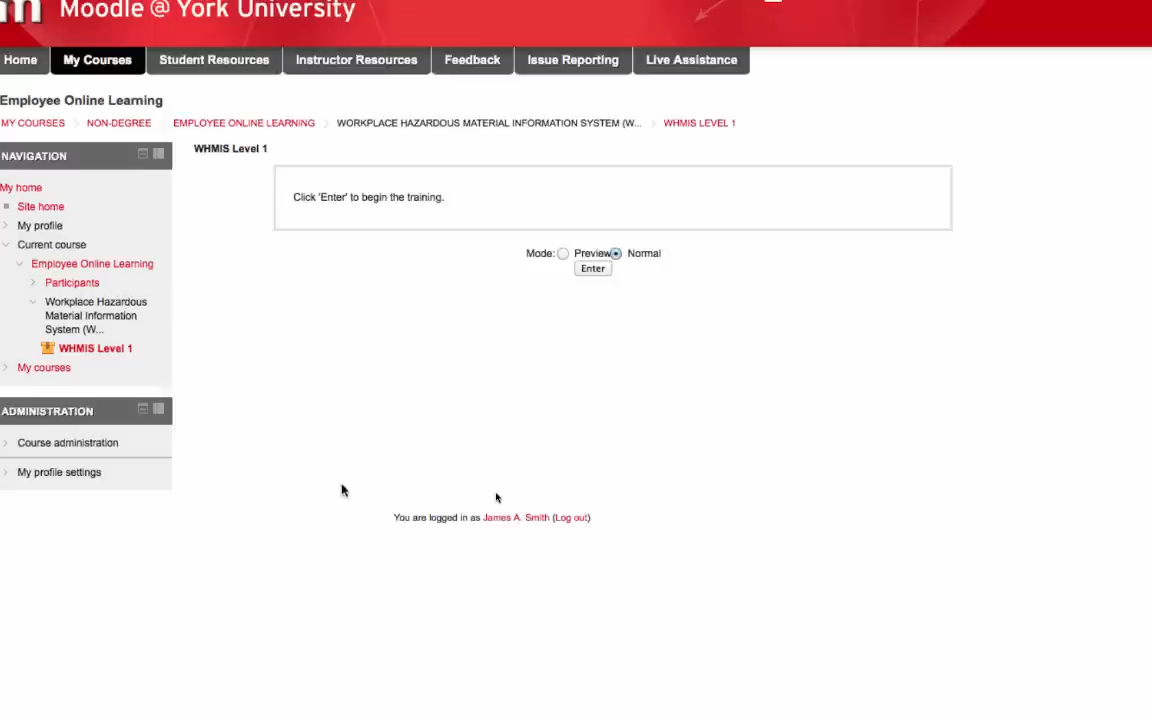 Moodle @ York University
Home My Courses Student Resources Instructor Resources Feedback Issue Reporting Live Assistance
Employee Online Learning
MY COURSES NON-DEGREE EMPLOYEE ONLINE LEARNING WORKPLACE HAZARDOUS MATERIAL INFORMATION SYSTEM (W... WHMIS LEVEL 1
NAVIGATION
My home
Site home
My profile
Current course
Employee Online Learning
Participants
Workplace Hazardous
Material Information
System (W...
WHMIS Level 1
My courses
ADMINISTRATION
Course administration
My profile settings
WHMIS Level 1
Click 'Enter' to begin the training.
Mode: Preview Normal
Enter
You are logged in as James A. Smith (Log out)